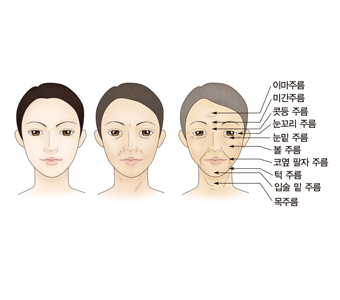 이마주름
미간주름
콧등 주름
눈꼬리 주름
눈밑 주름
볼 주름
코옆 팔자 주름
턱 주름
입술 밑 주름
목주름